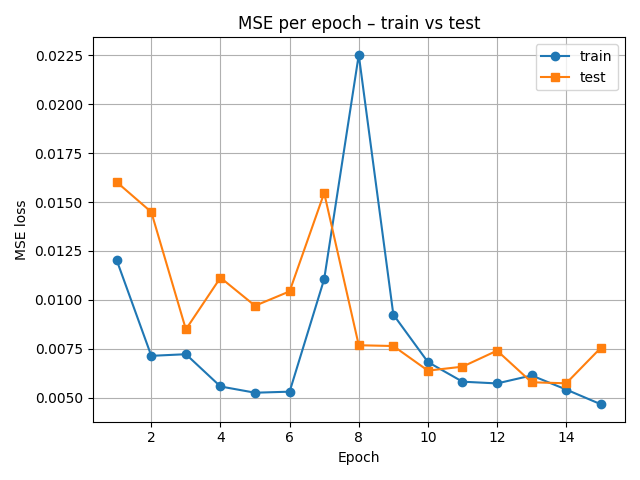 MSE per epoch – train vs test
train
test
0.0225
0.0200
0.0175
0.0150
0.0125
0.0100
0.0075
0.0050
MSE loss
2 4 6 8 10 12 14
Epoch